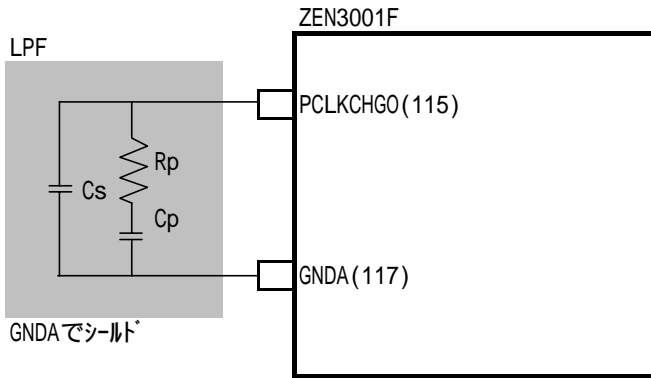 ZEN3001F
LPF
PCLKCHGO(115)
Rp
Cs
Cp
GNDA(117)
GNDAでシールド